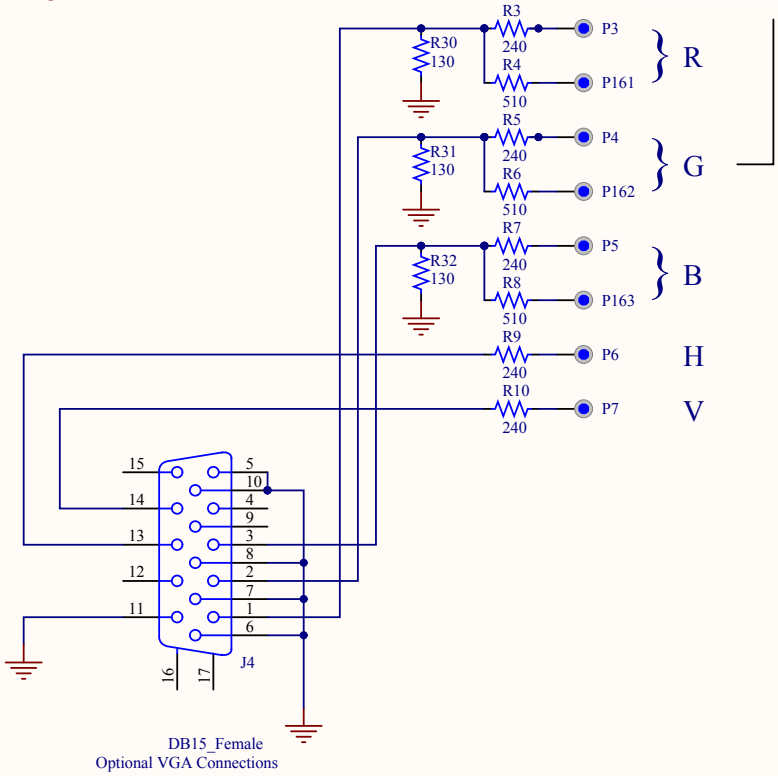 R3
240
P3
R30
130
R4
510
P161
R
R5
240
P4
R31
130
R6
510
P162
G
R7
240
P5
R32
130
R8
510
P163
B
R9
240
P6
H
R10
240
P7
V
15
5
10
14
4
9
13
3
8
12
2
7
11
1
6
16
17
J4
DB15_Female
Optional VGA Connections